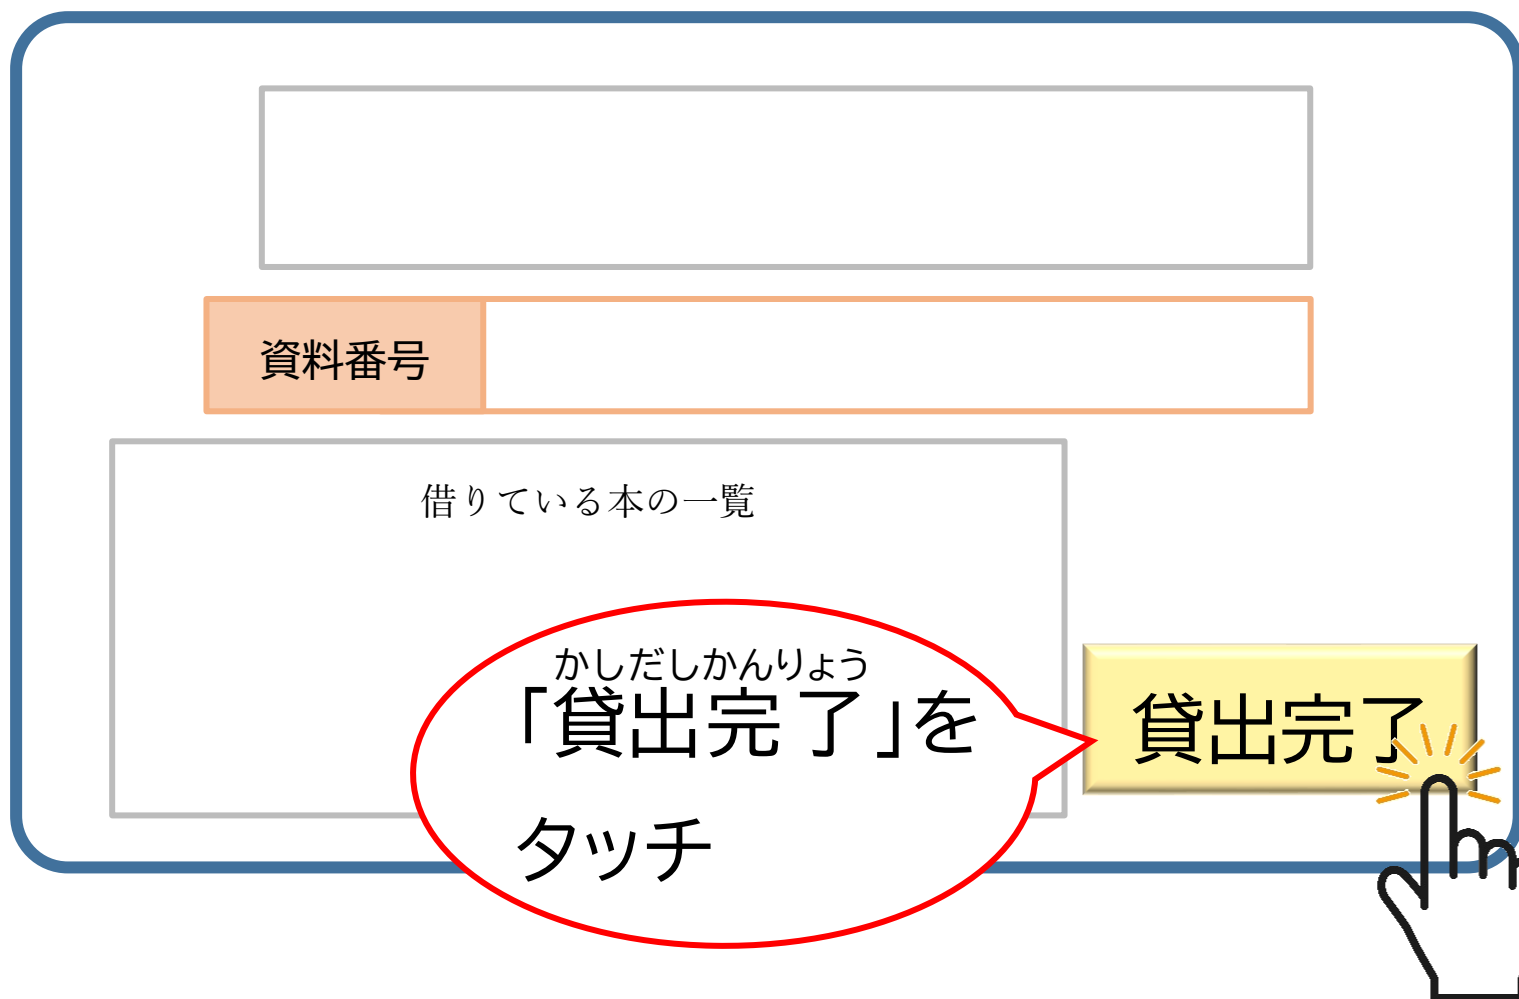 資料番号
借りている本の一覧
かしだしかんりょう
「貸出完了」を
タッチ
貸出完了